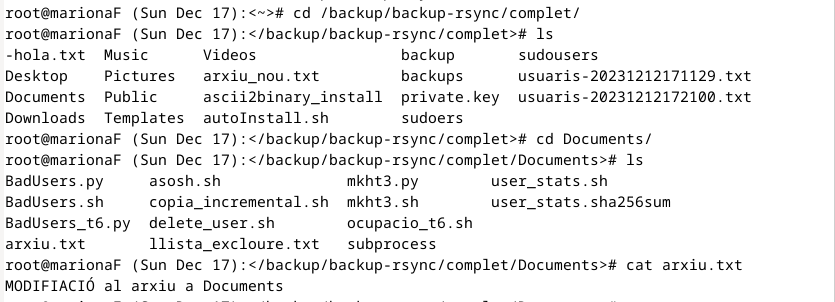 root@marionaF (Sun Dec 17):<~># cd /backup/backup-rsync/complet/
root@marionaF (Sun Dec 17):</backup/backup-rsync/complet># ls
-hola.txt  Music      Videos                 backup       sudousers
Desktop    Pictures   arxiu_nou.txt          backups      usuaris-20231212171129.txt
Documents  Public     ascii2binary_install  private.key  usuaris-20231212172100.txt
Downloads  Templates  autoInstall.sh         sudoers
root@marionaF (Sun Dec 17):</backup/backup-rsync/complet># cd Documents/
root@marionaF (Sun Dec 17):</backup/backup-rsync/complet/Documents># ls
BadUsers.py     asosh.sh              mkht3.py         user_stats.sh
BadUsers.sh     copia_incremental.sh  mkht3.sh         user_stats.sha256sum
BadUsers_t6.py  delete_user.sh        ocupacio_t6.sh
arxiu.txt       llista_excloure.txt   subprocess
root@marionaF (Sun Dec 17):</backup/backup-rsync/complet/Documents># cat arxiu.txt
MODIFIACIÓ al arxiu a Documents